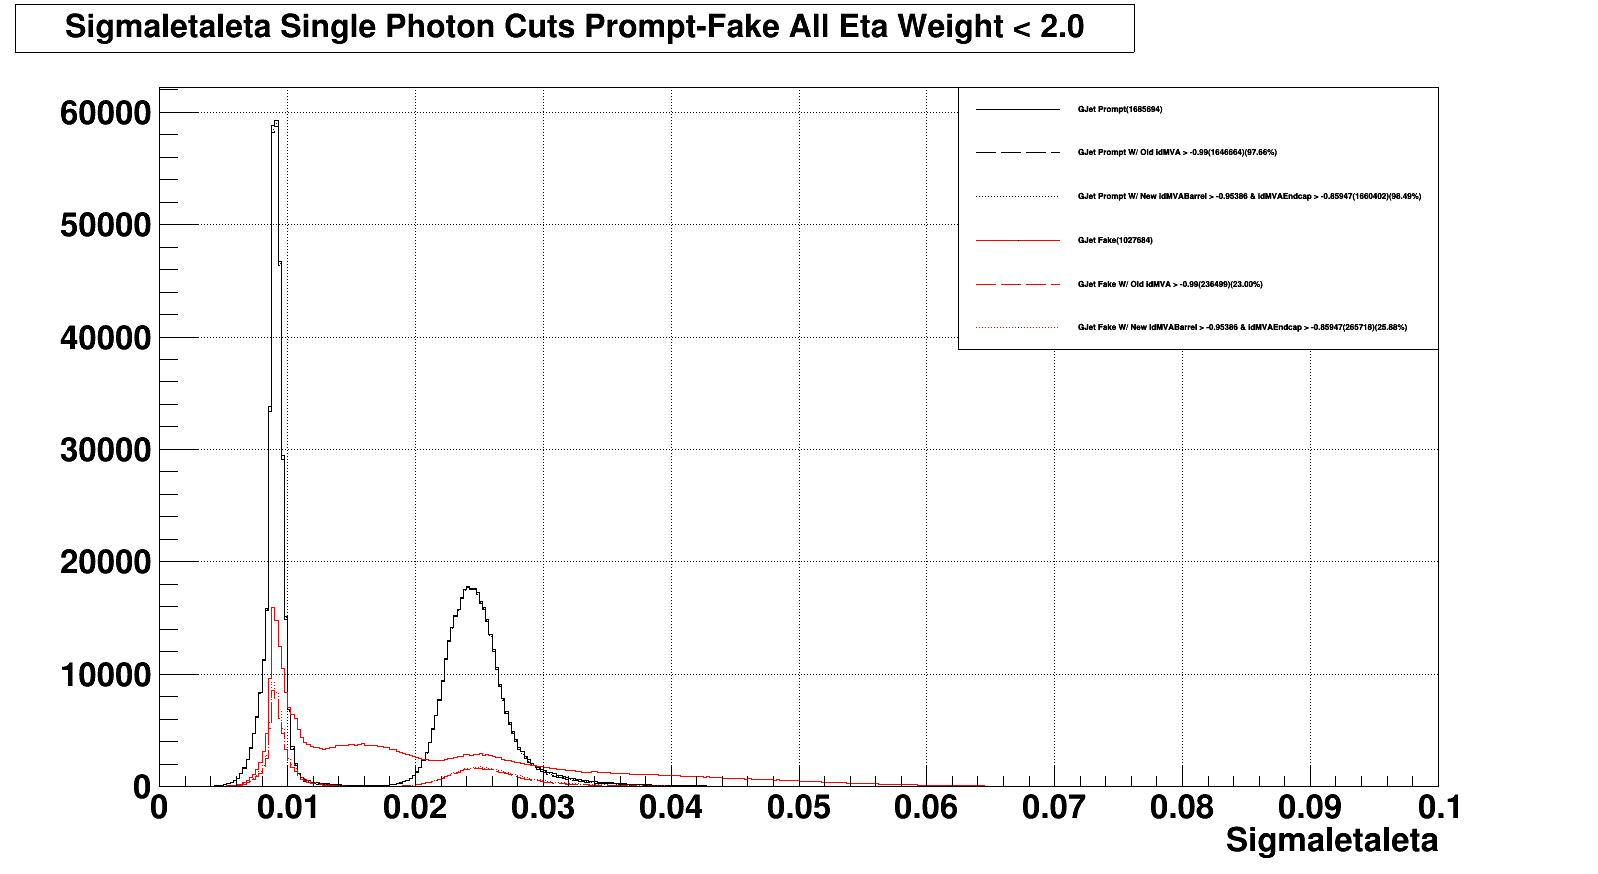 Sigmaletaleta Single Photon Cuts Prompt-Fake All Eta Weight < 2.0
GJet Prompt(1685694)
GJet Prompt W/ Old idMVA > -0.99(1646664)(97.66%)
GJet Prompt W/ New idMVABarrel > -0.95386 & idMVAEndcap > -0.85947(1660402)(98.49%)
GJet Fake(1027684)
GJet Fake W/ Old idMVA > -0.99(236499)(23.00%)
GJet Fake W/ New idMVABarrel > -0.95386 & idMVAEndcap > -0.85947(265718)(25.88%)
60000
50000
40000
30000
20000
10000
0
0 0.01 0.02 0.03 0.04 0.05 0.06 0.07 0.08 0.09 0.1
Sigmaletaleta